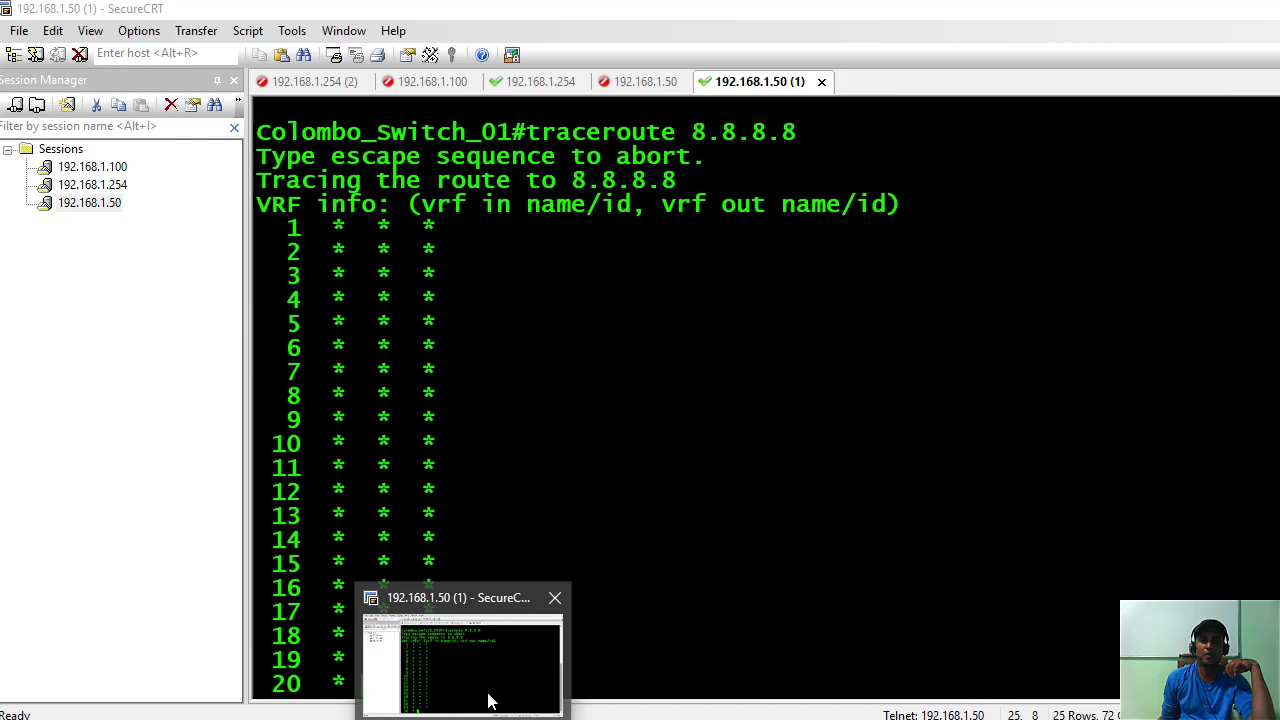 192.168.1.50 (1) - SecureCRT
File Edit View Options Transfer Script Tools Window Help
Enter host <Alt+R>
Session Manager
192.168.1.254 (2) 192.168.1.100 192.168.1.254 192.168.1.50 192.168.1.50 (1)
Filter by session name <Alt+I>
Sessions
192.168.1.100
192.168.1.254
192.168.1.50
Colombo_Switch_01#traceroute 8.8.8.8
Type escape sequence to abort.
Tracing the route to 8.8.8.8
VRF info: (vrf in name/id, vrf out name/id)
1 * * *
2 * * *
3 * * *
4 * * *
5 * * *
6 * * *
7 * * *
8 * * *
9 * * *
10 * * *
11 * * *
12 * * *
13 * * *
14 * * *
15 * * *
16 * * *
17 * * *
18 *
19 *
20 *
192.168.1.50 (1) - SecureC...
Ready
Telnet: 192.168.1.50 25, 8 25 Rows, 72